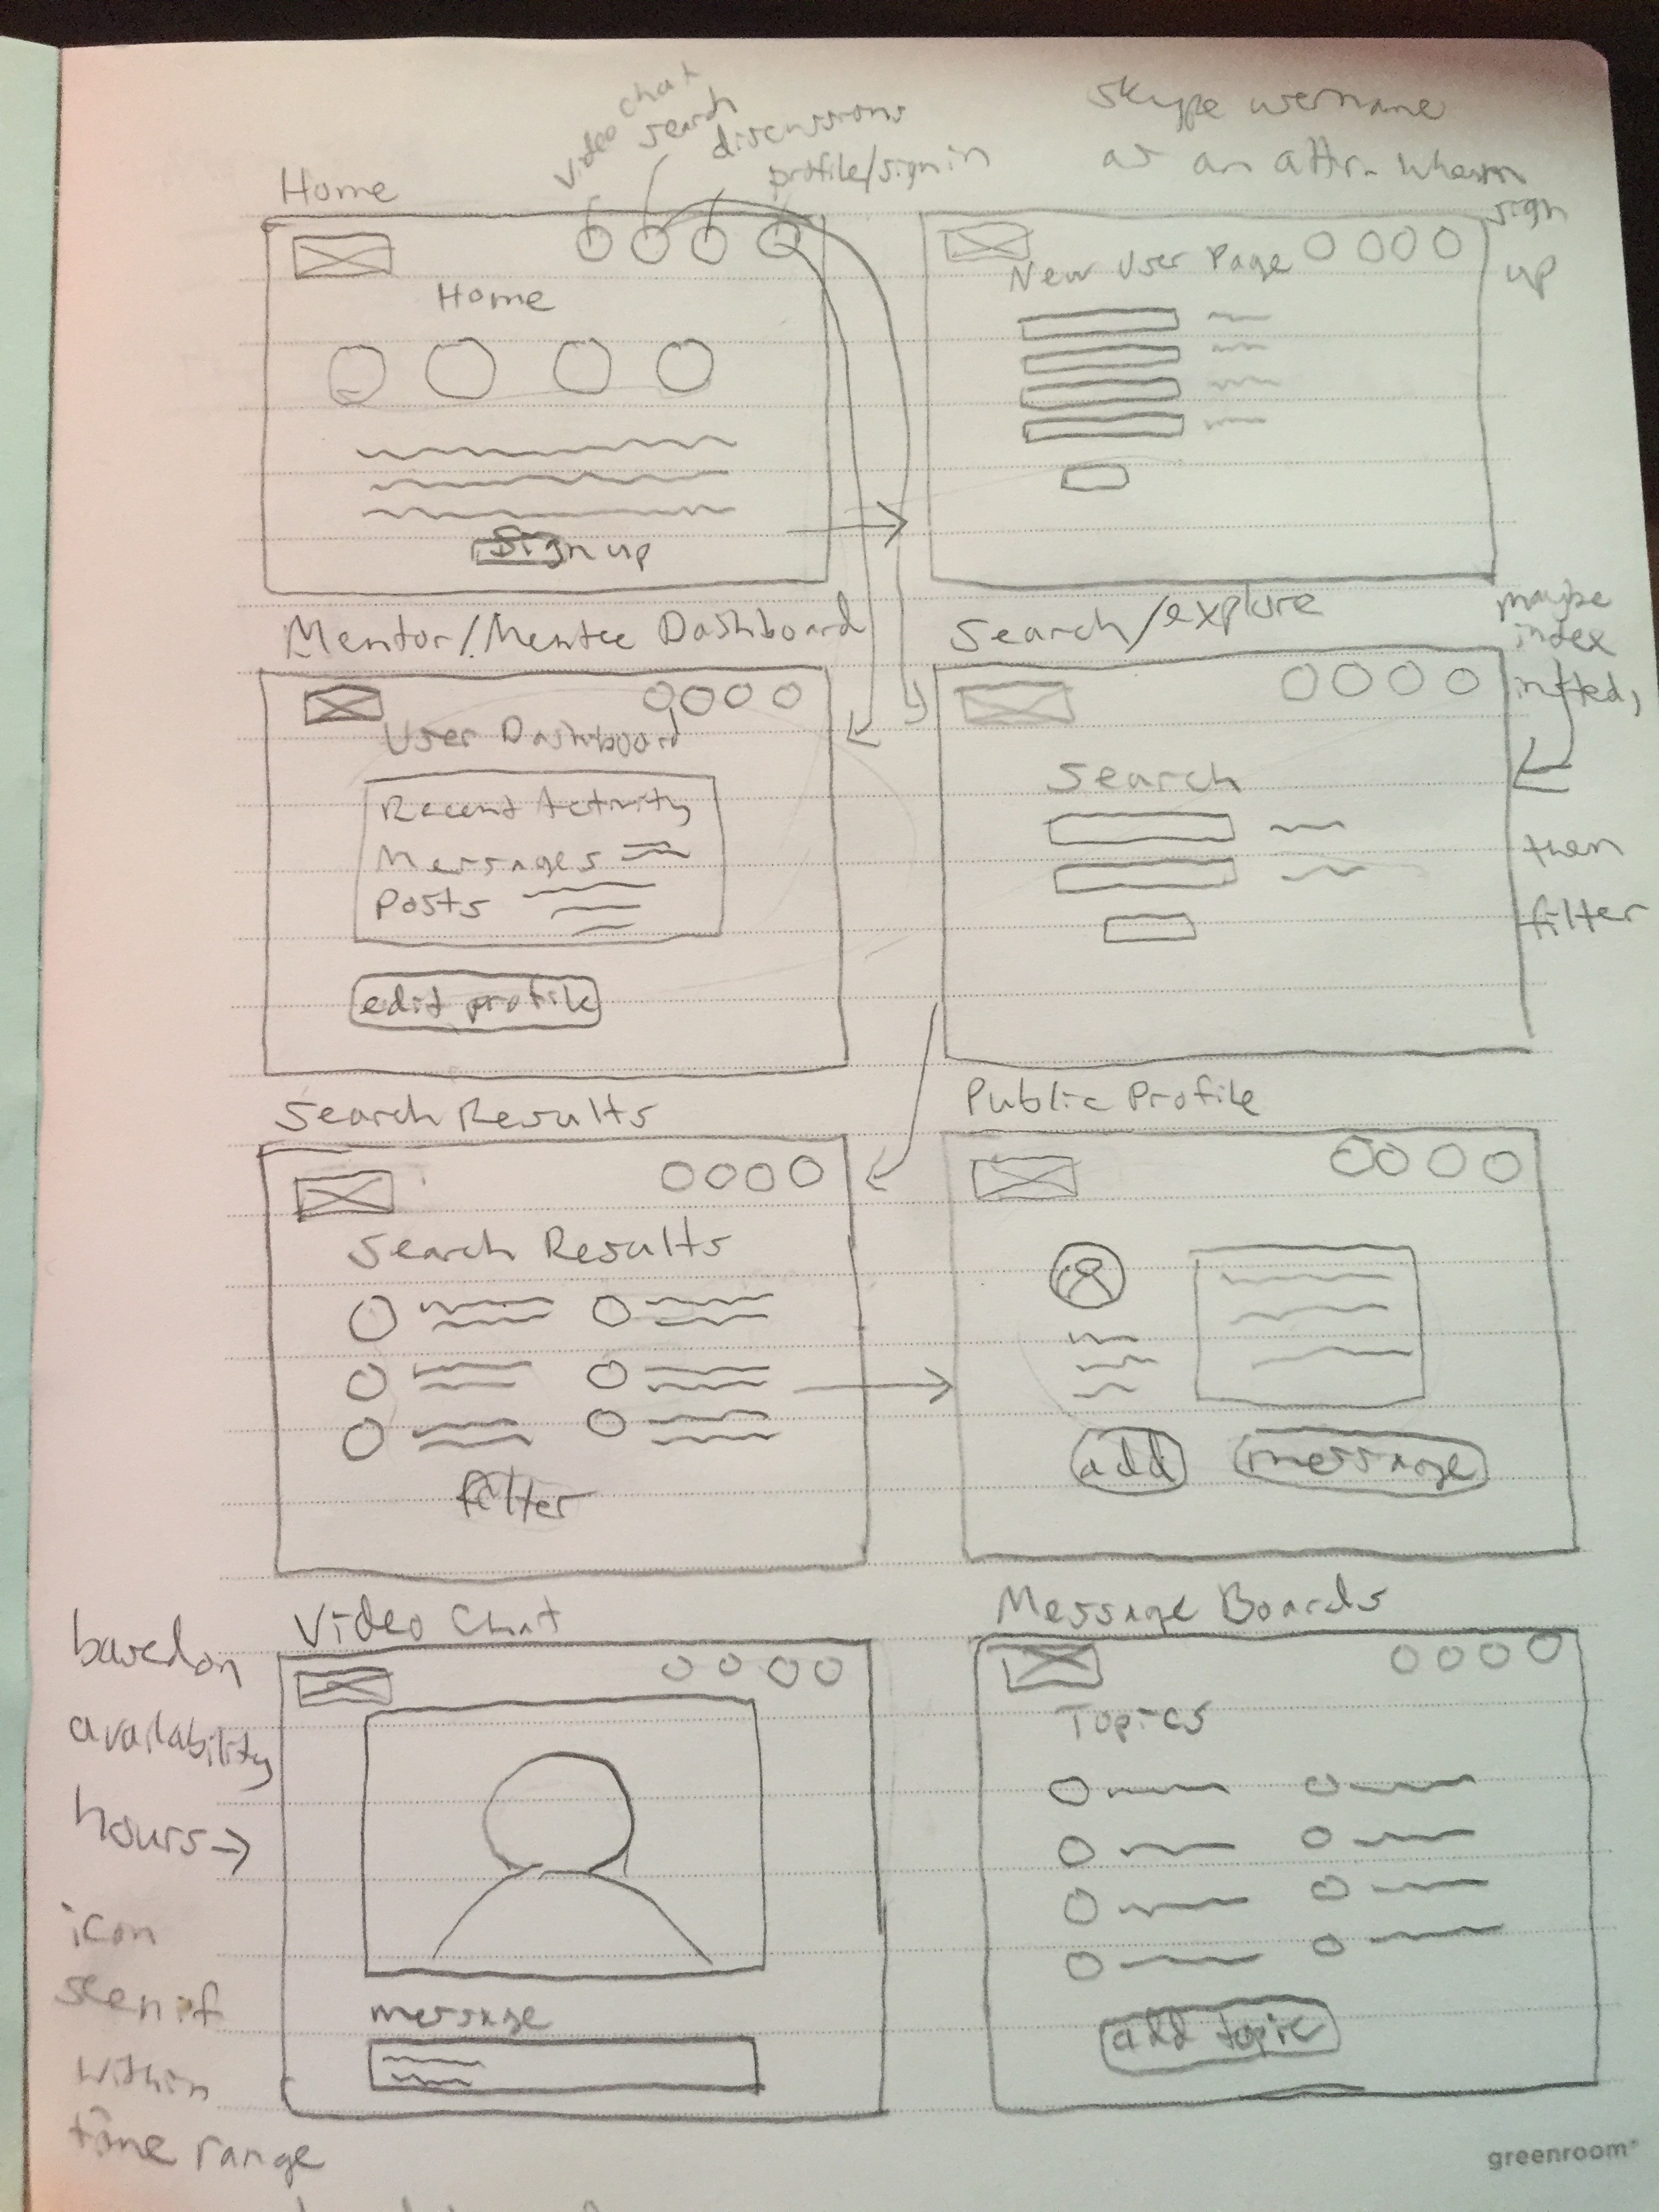 video chat
search
discussions
profile/sign in
skype username
as an attr. when
sign
up
Home
Home
Sign up
New User Page
Mentor/Mentee Dashboard
User Dashboard
Recent Activity
Messages
Posts
edit profile
Search/explore
Search
maybe
index
then
filter
Search Results
Search Results
filter
Public Profile
add
message
Video Chat
message
based on
availability
hours →
icon
seen if
within
time range
Message Boards
Topics
add topic
greenroom